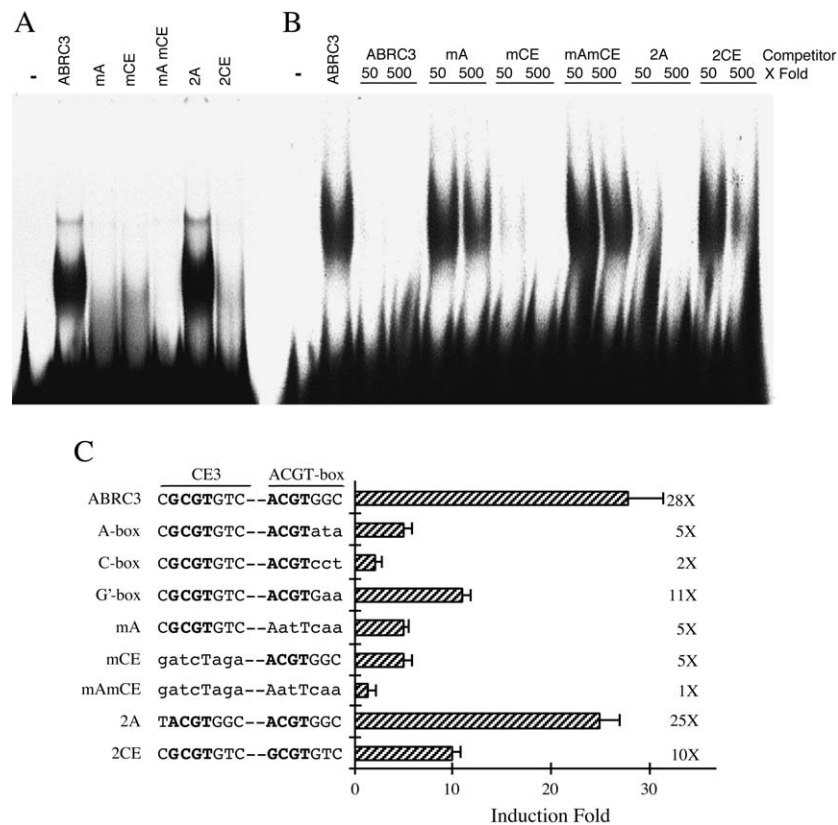 A
- ABRC3 mA mCE mA mCE 2A 2CE
B
ABRC3 mA mCE mAmCE 2A 2CE Competitor
- ABRC3 50 500 50 500 50 500 50 500 50 500 50 500 X Fold
C
CE3 ACGT-box
ABRC3 CGCGTGTC--ACGTGGC 28X
A-box CGCGTGTC--ACGTata 5X
C-box CGCGTGTC--ACGTcct 2X
G'-box CGCGTGTC--ACGTGaa 11X
mA CGCGTGTC--AatTcaa 5X
mCE gatcTaga--ACGTGGC 5X
mAmCE gatcTaga--AatTcaa 1X
2A TACGTGGC--ACGTGGC 25X
2CE CGCGTGTC--GCGTGTC 10X
0 10 20 30
Induction Fold